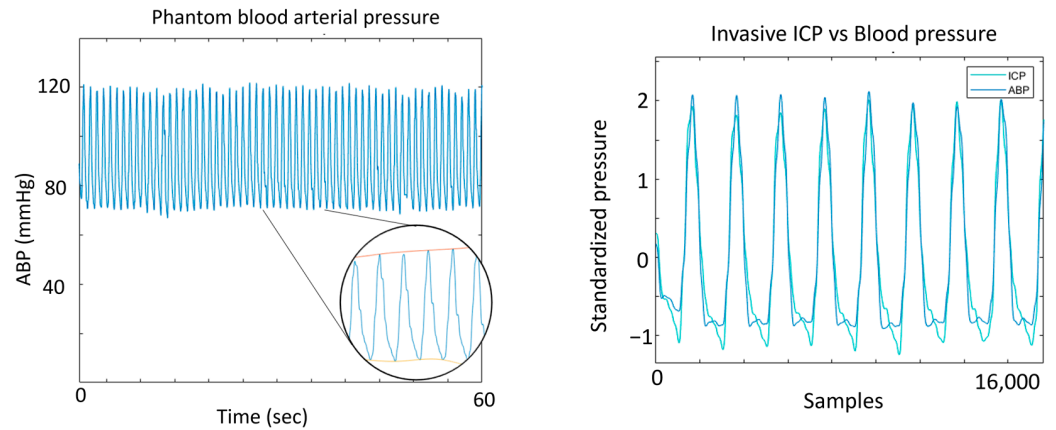 Phantom blood arterial pressure
120
80
40
ABP (mmHg)
0
60
Time (sec)
Invasive ICP vs Blood pressure
ICP
ABP
2
1
0
−1
Standardized pressure
0
16,000
Samples